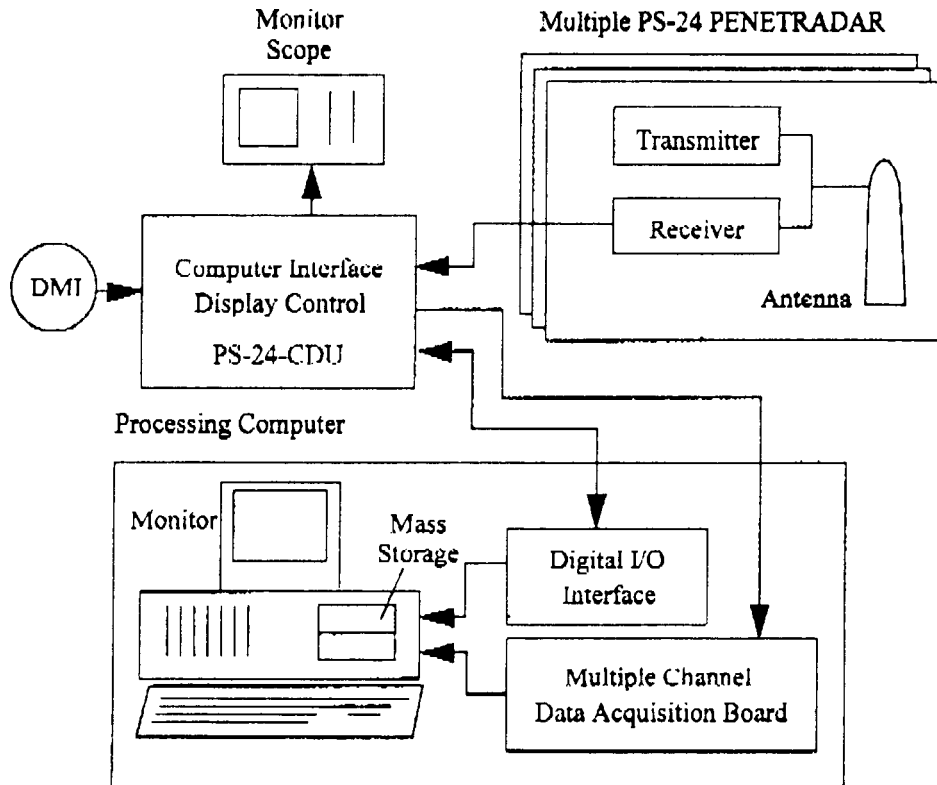 Monitor
Scope
Multiple PS-24 PENETRADAR
Transmitter
Receiver
Antenna
DMI
Computer Interface
Display Control
PS-24-CDU
Processing Computer
Monitor
Mass
Storage
Digital I/O
Interface
Multiple Channel
Data Acquisition Board